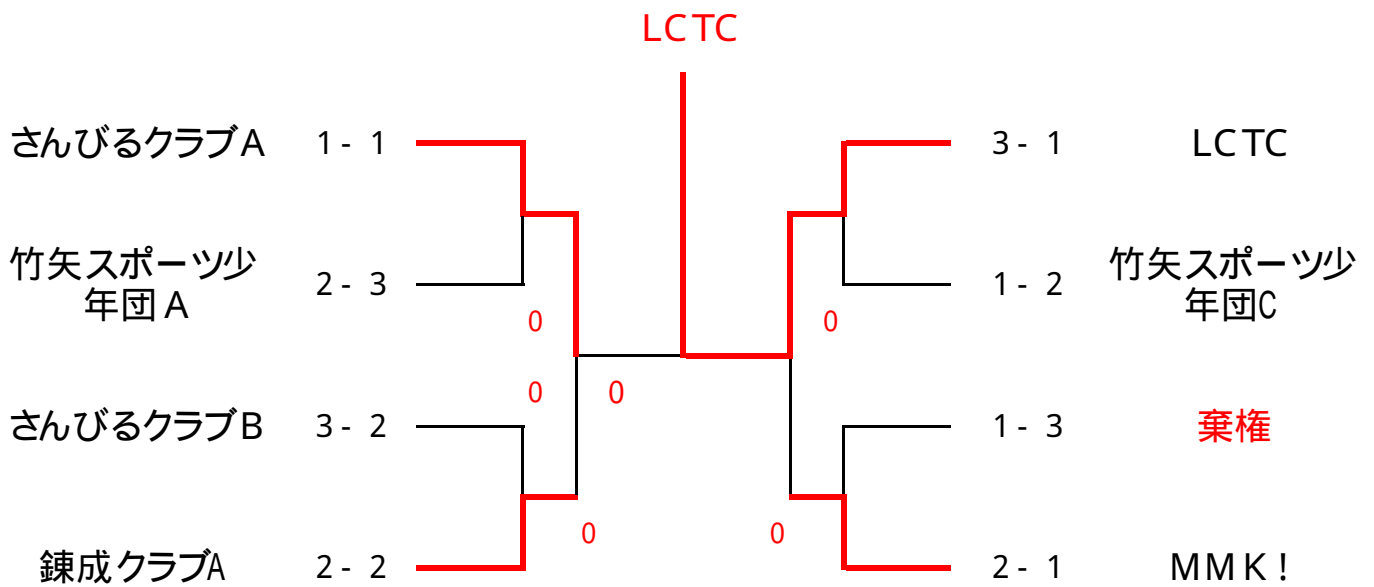 LCTC
さんびるクラブA 1- 1 3- 1 LCTC
竹矢スポーツ少
年団A 2- 3 1- 2 竹矢スポーツ少
年団C
0 0
0 0
さんびるクラブB 3- 2 1- 3 棄権
0 0
錬成クラブA 2- 2 2- 1 MMK!